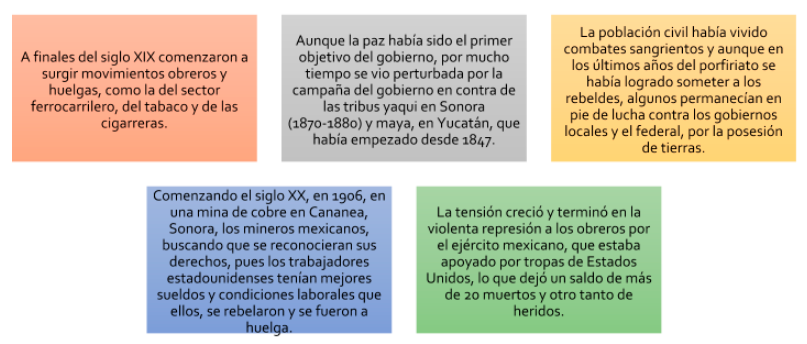 A finales del siglo XIX comenzaron a
surgir movimientos obreros y
huelgas, como la del sector
ferrocarrilero, del tabaco y de las
cigarreras.
Aunque la paz había sido el primer
objetivo del gobierno, por mucho
tiempo se vio perturbada por la
campaña del gobierno en contra de
las tribus yaqui en Sonora
(1870-1880) y maya, en Yucatán, que
había empezado desde 1847.
La población civil había vivido
combates sangrientos y aunque en
los últimos años del porfiriato se
había logrado someter a los
rebeldes, algunos permanecían en
pie de lucha contra los gobiernos
locales y el federal, por la posesión
de tierras.
Comenzando el siglo XX, en 1906, en
una mina de cobre en Cananea,
Sonora, los mineros mexicanos,
buscando que se reconocieran sus
derechos, pues los trabajadores
estadounidenses tenían mejores
sueldos y condiciones laborales que
ellos, se rebelaron y se fueron a
huelga.
La tensión creció y terminó en la
violenta represión a los obreros por
el ejército mexicano, que estaba
apoyado por tropas de Estados
Unidos, lo que dejó un saldo de más
de 20 muertos y otro tanto de
heridos.